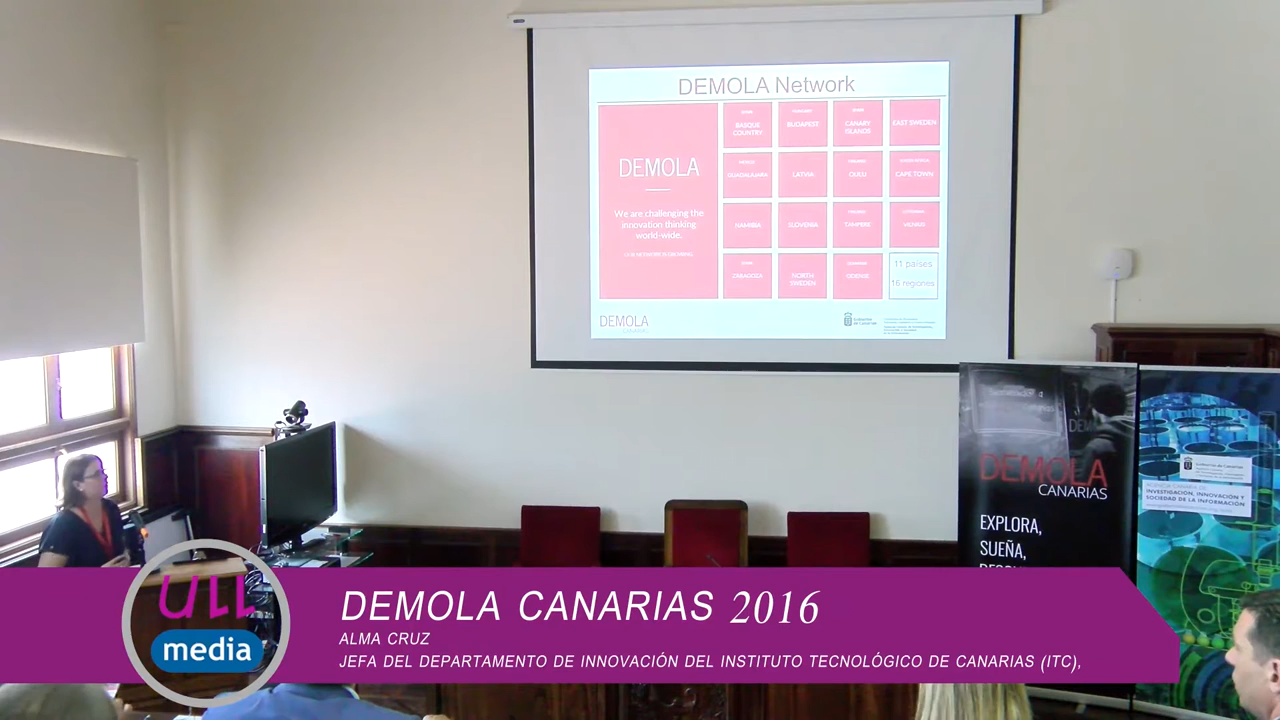 DEMOLA Network
DEMOLA
We are challenging the
innovation thinking
world-wide.
BASQUE
COUNTRY
BUDAPEST
CANARY
ISLANDS
EAST SWEDEN
GUADALAJARA
LATVIA
OULU
CAPE TOWN
NAMIBIA
SLOVENIA
TAMPERE
VILNIUS
ZARAGOZA
NORTH
SWEDEN
ODENSE
11 países
16 regiones
DEMOLA
DEMOLA
CANARIAS
EXPLORA,
SUEÑA,
INVESTIGACIÓN, INNOVACIÓN Y
SOCIEDAD DE LA INFORMACIÓN
ULL
media
DEMOLA CANARIAS 2016
ALMA CRUZ
JEFA DEL DEPARTAMENTO DE INNOVACIÓN DEL INSTITUTO TECNOLÓGICO DE CANARIAS (ITC),